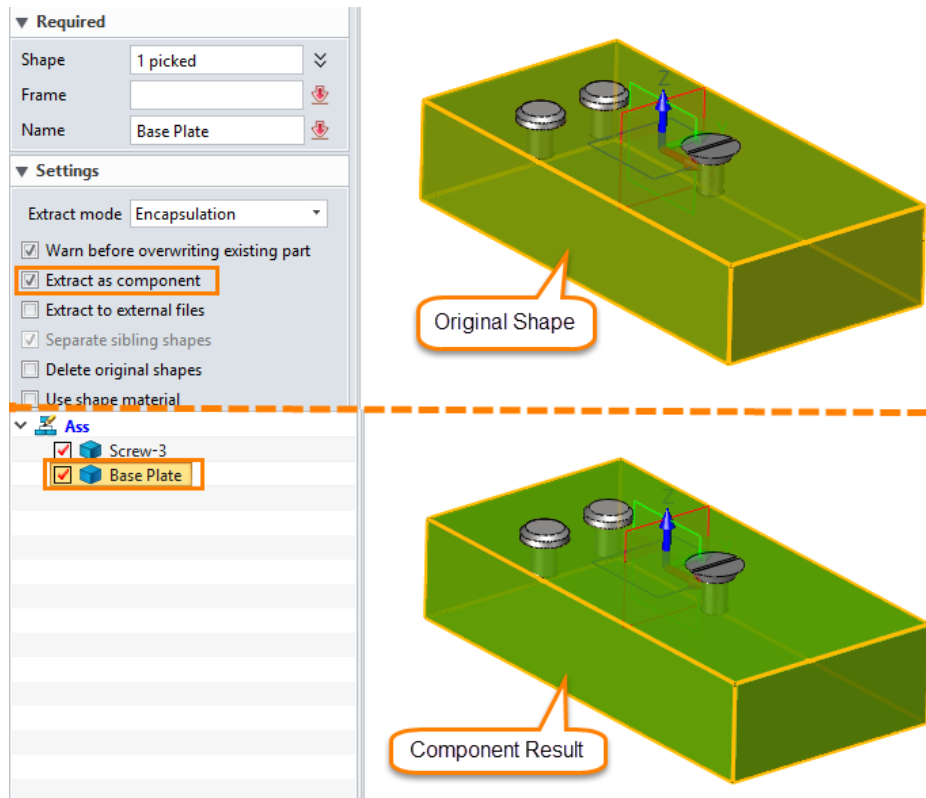 Required
Shape 1 picked
Frame
Name Base Plate
Settings
Extract mode Encapsulation
Warn before overwriting existing part
Extract as component
Extract to external files
Separate sibling shapes
Delete original shapes
Use shape material
Z
Original Shape
Ass
Screw-3
Base Plate
Z
Component Result